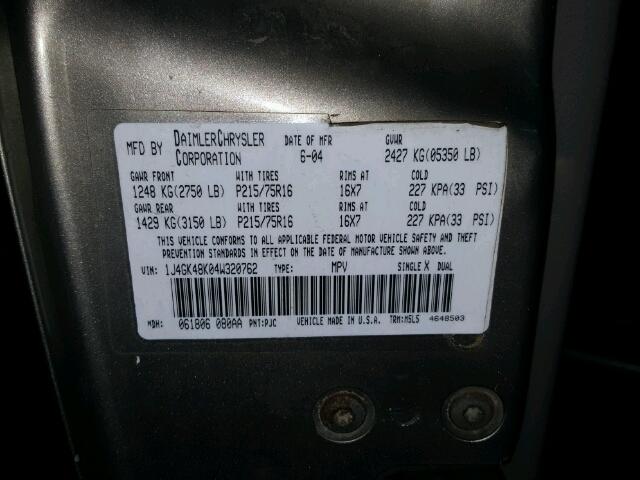 MFD BY DAIMLERCHRYSLER CORPORATION DATE OF MFR 6-04 GVWR 2427 KG(05350 LB)
GAWR FRONT WITH TIRES RIMS AT COLD
1248 KG(2750 LB) P215/75R16 16X7 227 KPA(33 PSI)
GAWR REAR WITH TIRES RIMS AT COLD
1429 KG(3150 LB) P215/75R16 16X7 227 KPA(33 PSI)
THIS VEHICLE CONFORMS TO ALL APPLICABLE FEDERAL MOTOR VEHICLE SAFETY AND THEFT
PREVENTION STANDARDS IN EFFECT ON THE DATE OF MANUFACTURE SHOWN ABOVE.
VIN: 1J4GK48K04W320762 TYPE: MPV SINGLE X DUAL
MDH: 061806 080AA PNT:PJC VEHICLE MADE IN U.S.A. TRM:M5L5 4648503